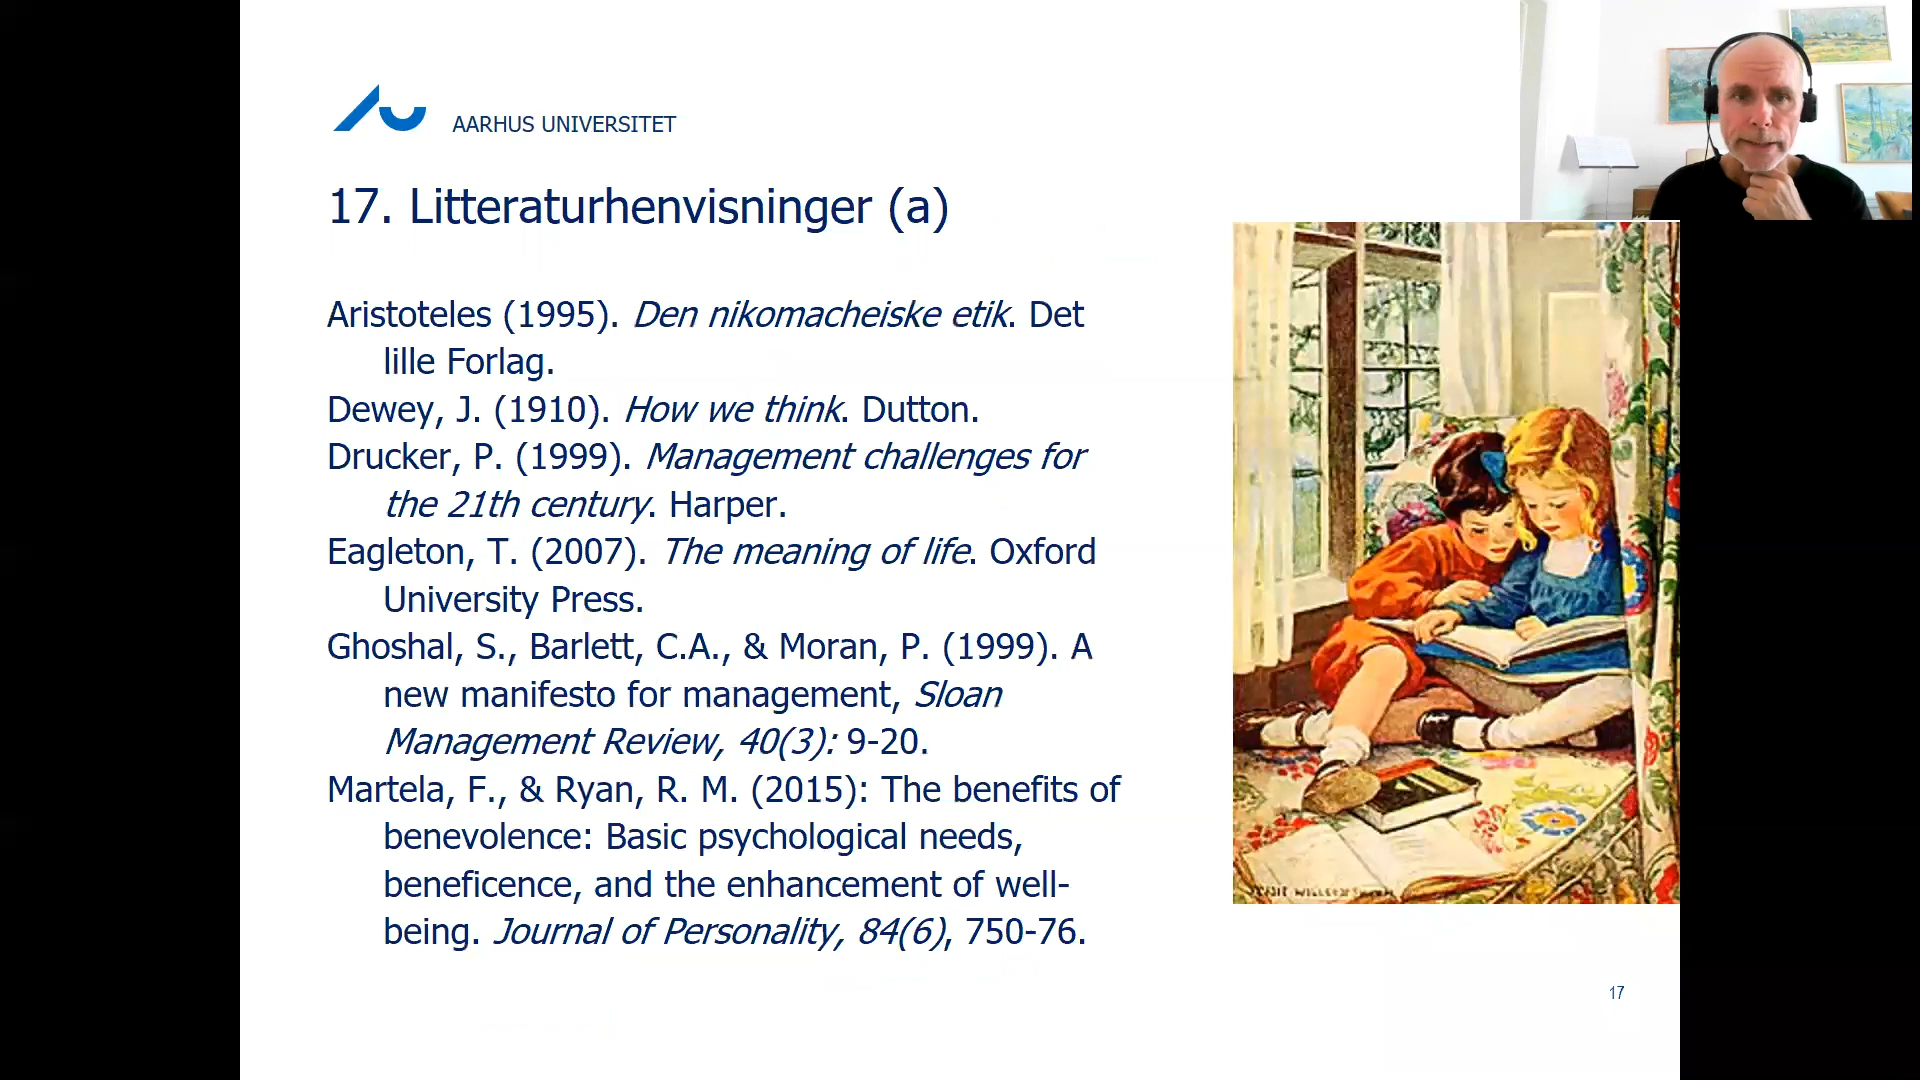 AARHUS UNIVERSITET
17. Litteraturhenvisninger (a)
Aristoteles (1995). Den nikomacheiske etik. Det
lille Forlag.
Dewey, J. (1910). How we think. Dutton.
Drucker, P. (1999). Management challenges for
the 21th century. Harper.
Eagleton, T. (2007). The meaning of life. Oxford
University Press.
Ghoshal, S., Barlett, C.A., & Moran, P. (1999). A
new manifesto for management, Sloan
Management Review, 40(3): 9-20.
Martela, F., & Ryan, R. M. (2015): The benefits of
benevolence: Basic psychological needs,
beneficence, and the enhancement of well-
being. Journal of Personality, 84(6), 750-76.
17